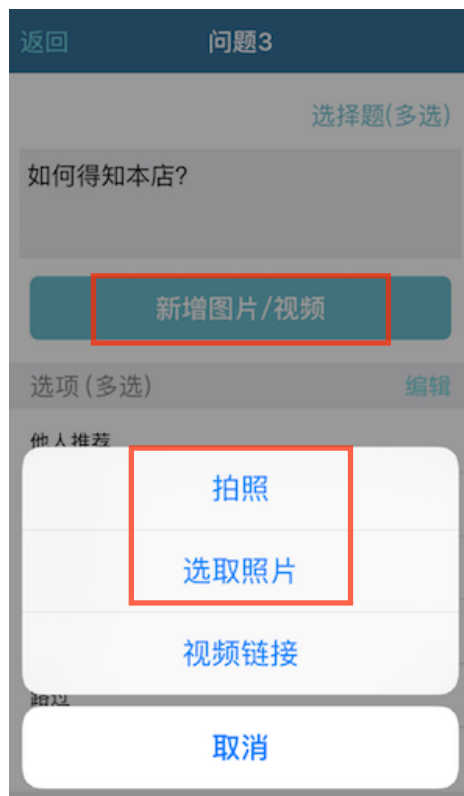 返回 问题3
选择题(多选)
如何得知本店?
新增图片/视频
选项 (多选) 编辑
他人推荐
拍照
选取照片
视频链接
路过
取消